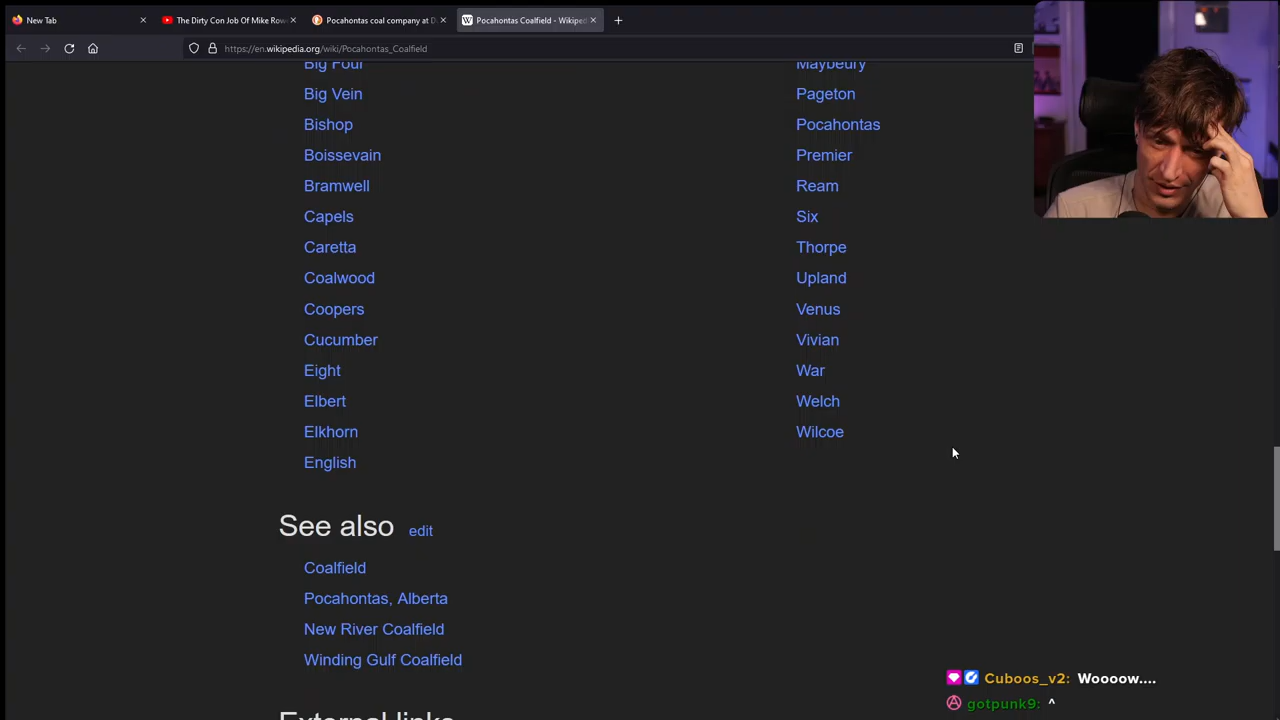 New Tab
The Dirty Con Job Of Mike Row
Pocahontas coal company at D
Pocahontas Coalfield - Wikiped
https://en.wikipedia.org/wiki/Pocahontas_Coalfield
Big Four
Big Vein
Bishop
Boissevain
Bramwell
Capels
Caretta
Coalwood
Coopers
Cucumber
Eight
Elbert
Elkhorn
English
Maybeury
Pageton
Pocahontas
Premier
Ream
Six
Thorpe
Upland
Venus
Vivian
War
Welch
Wilcoe
See also edit
Coalfield
Pocahontas, Alberta
New River Coalfield
Winding Gulf Coalfield
External links
Cuboos_v2: Woooow....
gotpunk9: ^